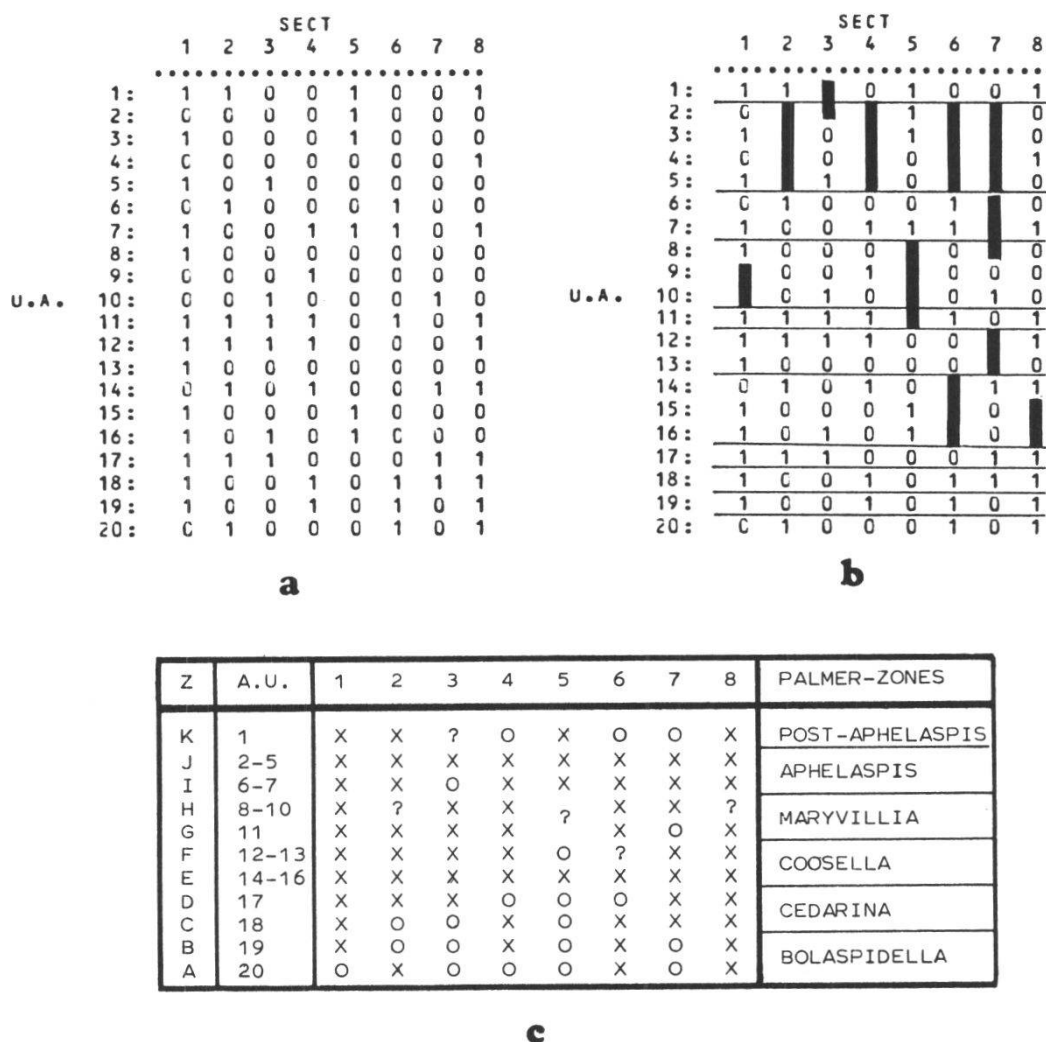 SECT
1 2 3 4 5 6 7 8
1: 1 1 0 0 1 0 0 1
2: 0 0 0 0 1 0 0 0
3: 1 0 0 0 1 0 0 0
4: 0 0 0 0 0 0 0 1
5: 1 0 1 0 0 0 0 0
6: 0 1 0 0 0 1 0 0
7: 1 0 0 1 1 1 0 1
8: 1 0 0 0 0 0 0 0
9: 0 0 0 1 0 0 0 0
U.A. 10: 0 0 1 0 0 0 1 0
11: 1 1 1 1 0 1 0 1
12: 1 1 1 1 0 0 0 1
13: 1 0 0 0 0 0 0 0
14: 0 1 0 1 0 0 1 1
15: 1 0 0 0 1 0 0 0
16: 1 0 1 0 1 0 0 0
17: 1 1 1 0 0 0 1 1
18: 1 0 0 1 0 1 1 1
19: 1 0 0 1 0 1 0 1
20: 0 1 0 0 0 1 0 1
a
SECT
1 2 3 4 5 6 7 8
1: 1 1 0 0 1 0 0 1
2: 0 1 0
3: 1 0 1 0
4: 0 0 0 1
5: 1 1 0 0
6: 0 1 0 0 0 1 0
7: 1 0 0 1 1 1 1
8: 1 0 0 0 0 0
9: 0 0 1 0 0 0
U.A. 10: 0 1 0 0 1 0
11: 1 1 1 1 1 0 1
12: 1 1 1 1 0 0 1
13: 1 0 0 0 0 0 0
14: 0 1 0 1 0 1 1
15: 1 0 0 0 1 0
16: 1 0 1 0 1 0
17: 1 1 1 0 0 0 1 1
18: 1 0 0 1 0 1 1 1
19: 1 0 0 1 0 1 0 1
20: 0 1 0 0 0 1 0 1
b
Z A.U. 1 2 3 4 5 6 7 8 PALMER-ZONES
K 1 X X ? O X O O X POST-APHELASPIS
J 2-5 X X X X X X X X APHELASPIS
I 6-7 X X O X X X X X
H 8-10 X ? X X ? X X ? MARYVILLIA
G 11 X X X X X O X
F 12-13 X X X X O ? X X COOSELLA
E 14-16 X X X X X X X X
D 17 X X X O O O X X CEDARINA
C 18 X O O X O X X X
B 19 X O O X O X O X BOLASPIDELLA
A 20 O X O O O X O X
c